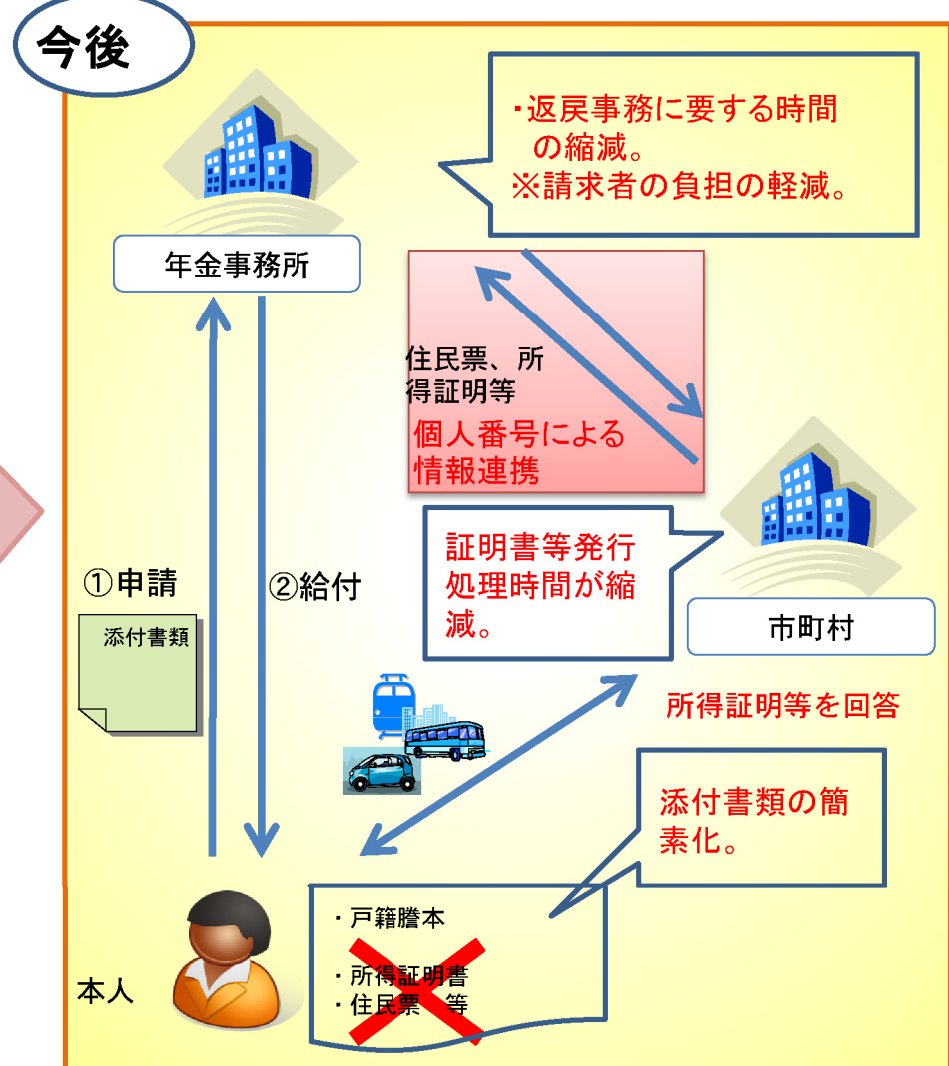 今後
・返戻事務に要する時間
の縮減。
※請求者の負担の軽減。
年金事務所
住民票、所
得証明等
個人番号による
情報連携
証明書等発行
処理時間が縮
減。
①申請
②給付
添付書類
市町村
所得証明等を回答
添付書類の簡
素化。
・戸籍謄本
・所得証明書
・住民票　等
本人